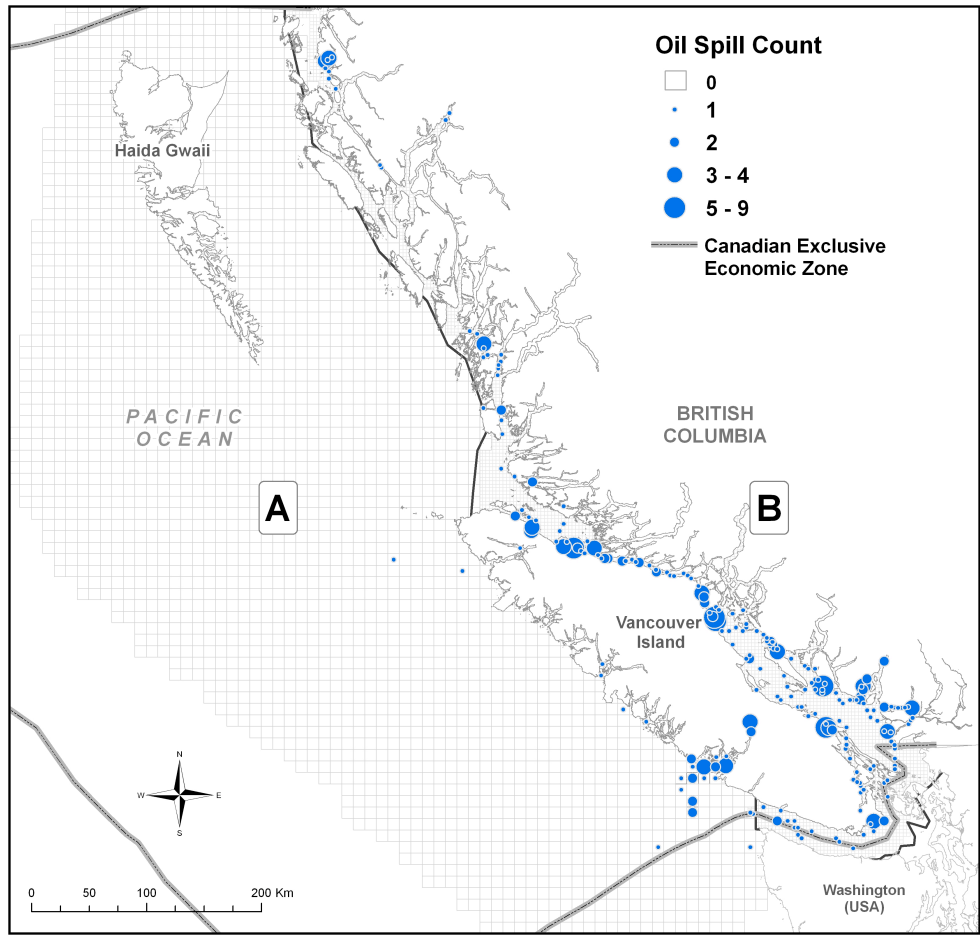 Oil Spill Count
0
1
2
3 - 4
5 - 9
Canadian Exclusive
Economic Zone
Haida Gwaii
PACIFIC
OCEAN
BRITISH
COLUMBIA
A
B
Vancouver
Island
N
W E
S
0 50 100 200 Km
Washington
(USA)